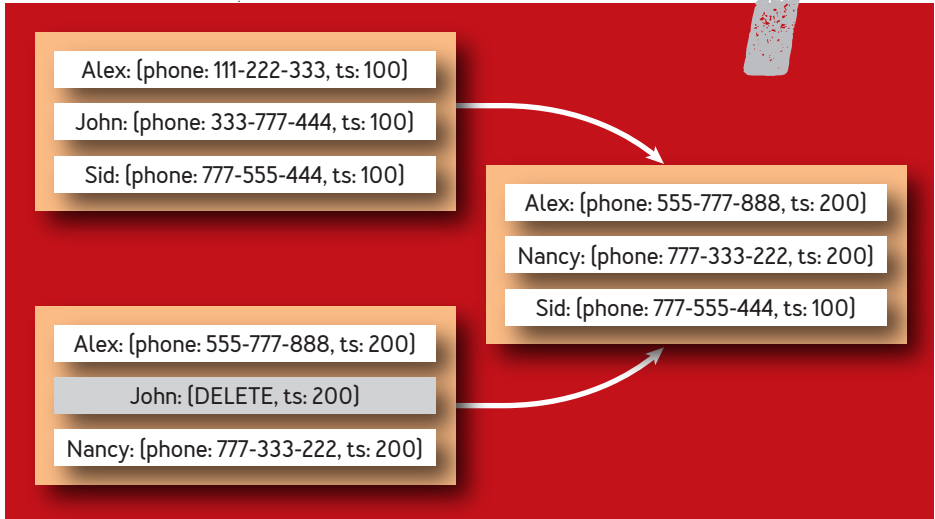 Alex: (phone: 111-222-333, ts: 100)
John: (phone: 333-777-444, ts: 100)
Sid: (phone: 777-555-444, ts: 100)
Alex: (phone: 555-777-888, ts: 200)
John: (DELETE, ts: 200)
Nancy: (phone: 777-333-222, ts: 200)
Alex: (phone: 555-777-888, ts: 200)
Nancy: (phone: 777-333-222, ts: 200)
Sid: (phone: 777-555-444, ts: 100)